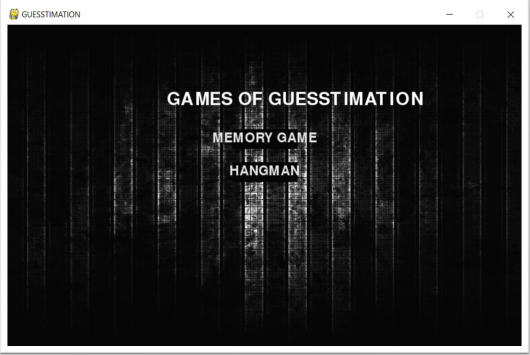 GUESSTIMATION
GAMES OF GUESSTIMATION
MEMORY GAME
HANGMAN